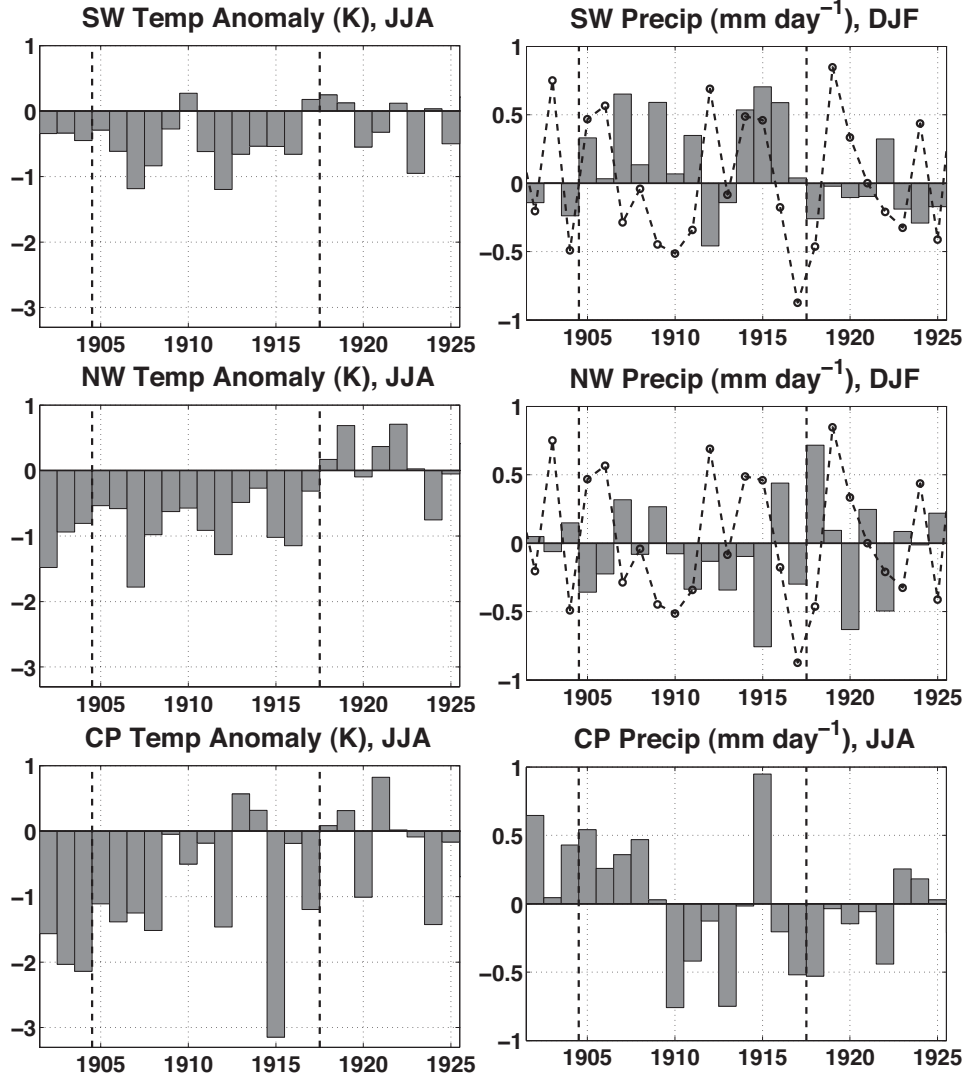 SW Temp Anomaly (K), JJA
1
0
−1
−2
−3
1905 1910 1915 1920 1925
SW Precip (mm day−1), DJF
1
0.5
0
−0.5
−1
1905 1910 1915 1920 1925
NW Temp Anomaly (K), JJA
1
0
−1
−2
−3
1905 1910 1915 1920 1925
NW Precip (mm day−1), DJF
1
0.5
0
−0.5
−1
1905 1910 1915 1920 1925
CP Temp Anomaly (K), JJA
1
0
−1
−2
−3
1905 1910 1915 1920 1925
CP Precip (mm day−1), JJA
1
0.5
0
−0.5
−1
1905 1910 1915 1920 1925